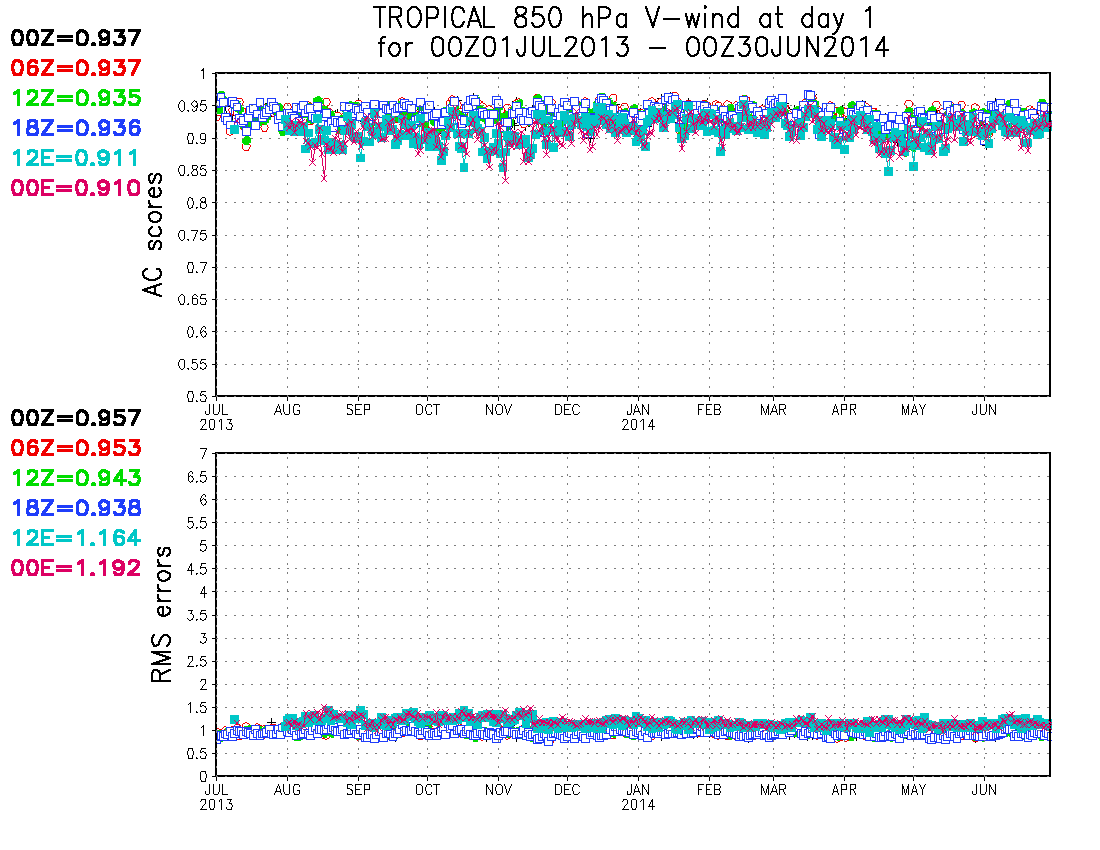 TROPICAL 850 hPa V-wind at day 1
for 00Z01JUL2013 - 00Z30JUN2014
00Z=0.937
06Z=0.937
12Z=0.935
18Z=0.936
12E=0.911
00E=0.910
AC scores
1
0.95
0.9
0.85
0.8
0.75
0.7
0.65
0.6
0.55
0.5
JUL AUG SEP OCT NOV DEC JAN FEB MAR APR MAY JUN
2013 2014
00Z=0.957
06Z=0.953
12Z=0.943
18Z=0.938
12E=1.164
00E=1.192
RMS errors
7
6.5
6
5.5
5
4.5
4
3.5
3
2.5
2
1.5
1
0.5
0
JUL AUG SEP OCT NOV DEC JAN FEB MAR APR MAY JUN
2013 2014